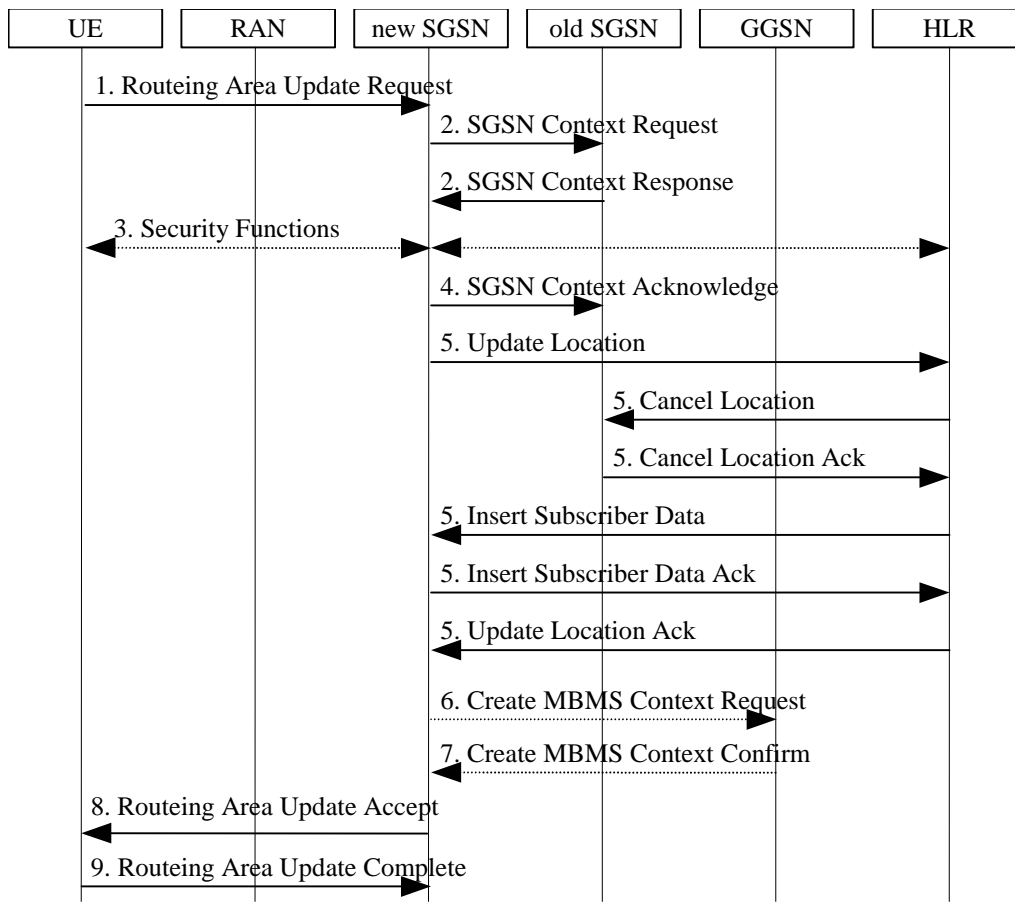 UE RAN new SGSN old SGSN GGSN HLR
1. Routeing Area Update Request
2. SGSN Context Request
2. SGSN Context Response
3. Security Functions
4. SGSN Context Acknowledge
5. Update Location
5. Cancel Location
5. Cancel Location Ack
5. Insert Subscriber Data
5. Insert Subscriber Data Ack
5. Update Location Ack
6. Create MBMS Context Request
7. Create MBMS Context Confirm
8. Routeing Area Update Accept
9. Routeing Area Update Complete